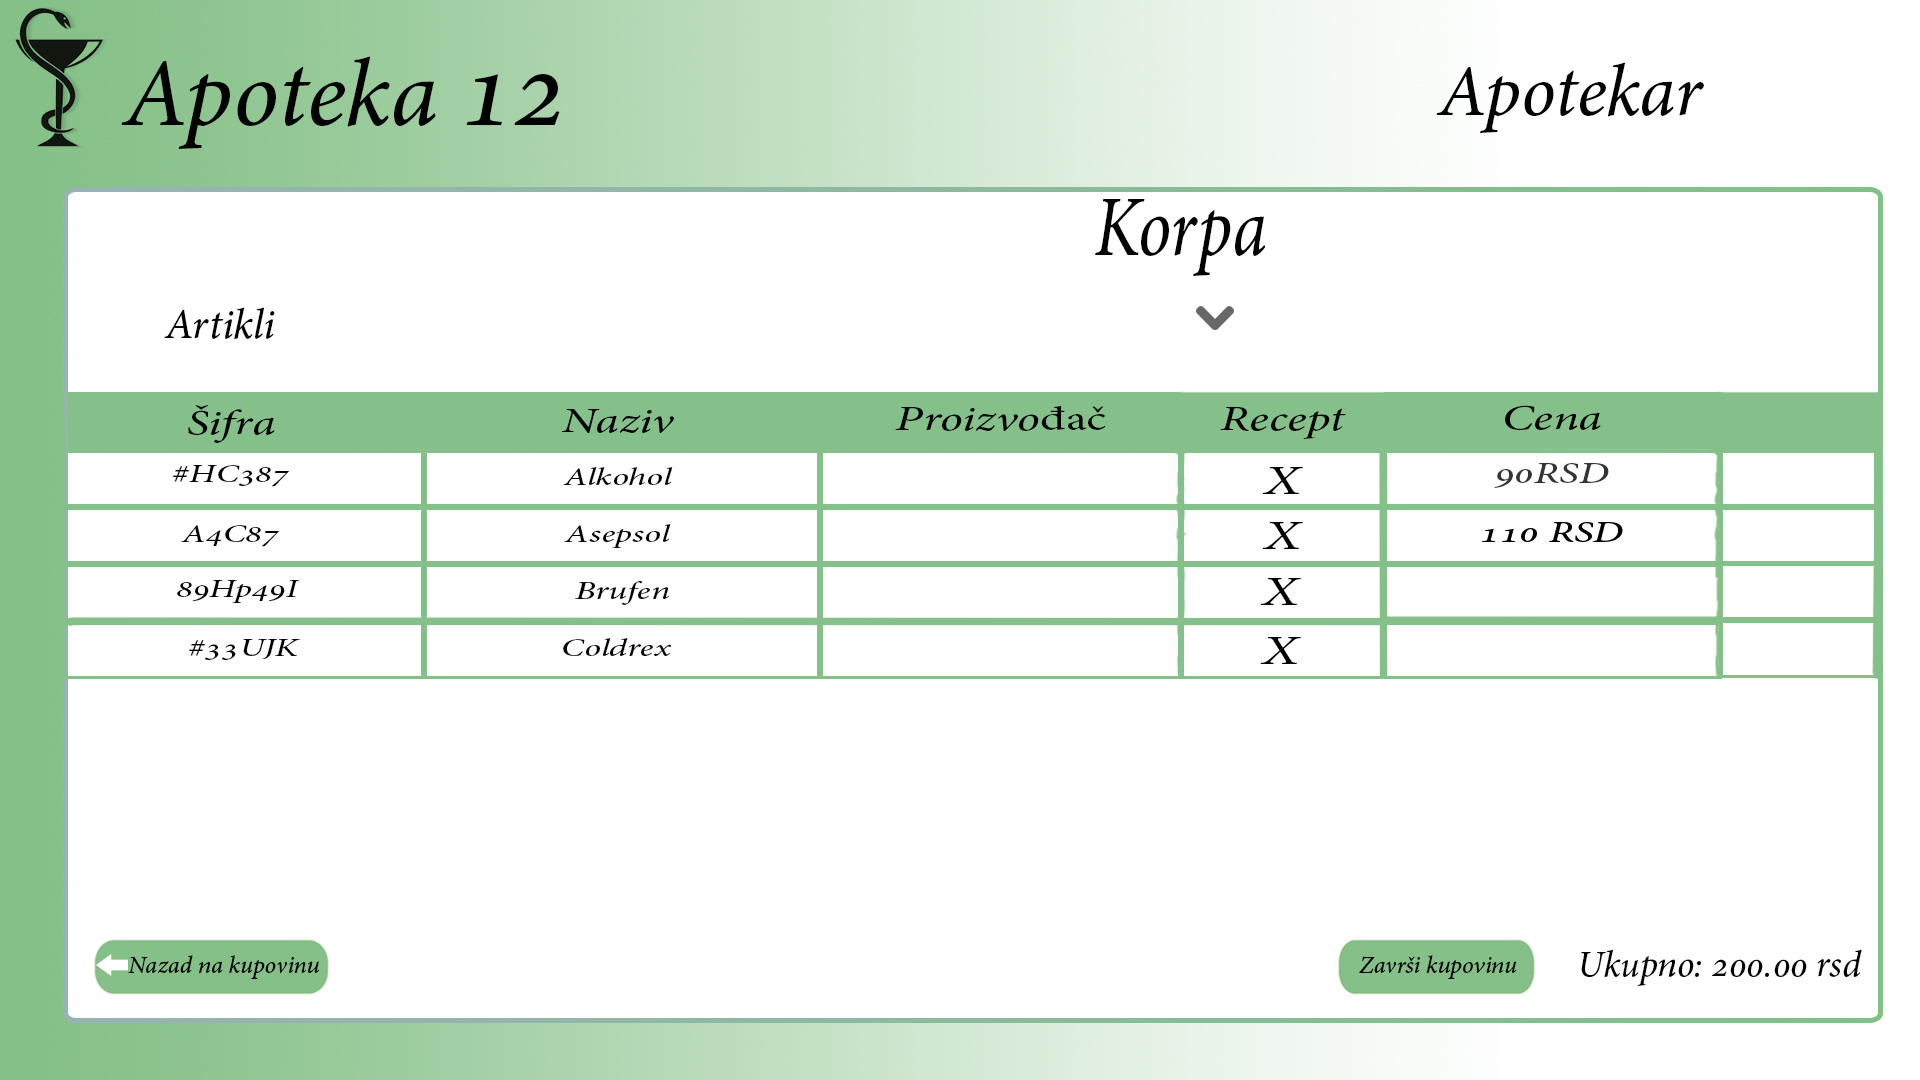 Apoteka 12
Apotekar
Korpa
Artikli
Šifra Naziv Proizvođač Recept Cena
#HC387 Alkohol X 90RSD
A4C87 Asepsol X 110 RSD
89Hp49I Brufen X
#33UJK Coldrex X
Nazad na kupovinu
Završi kupovinu
Ukupno: 200.00 rsd